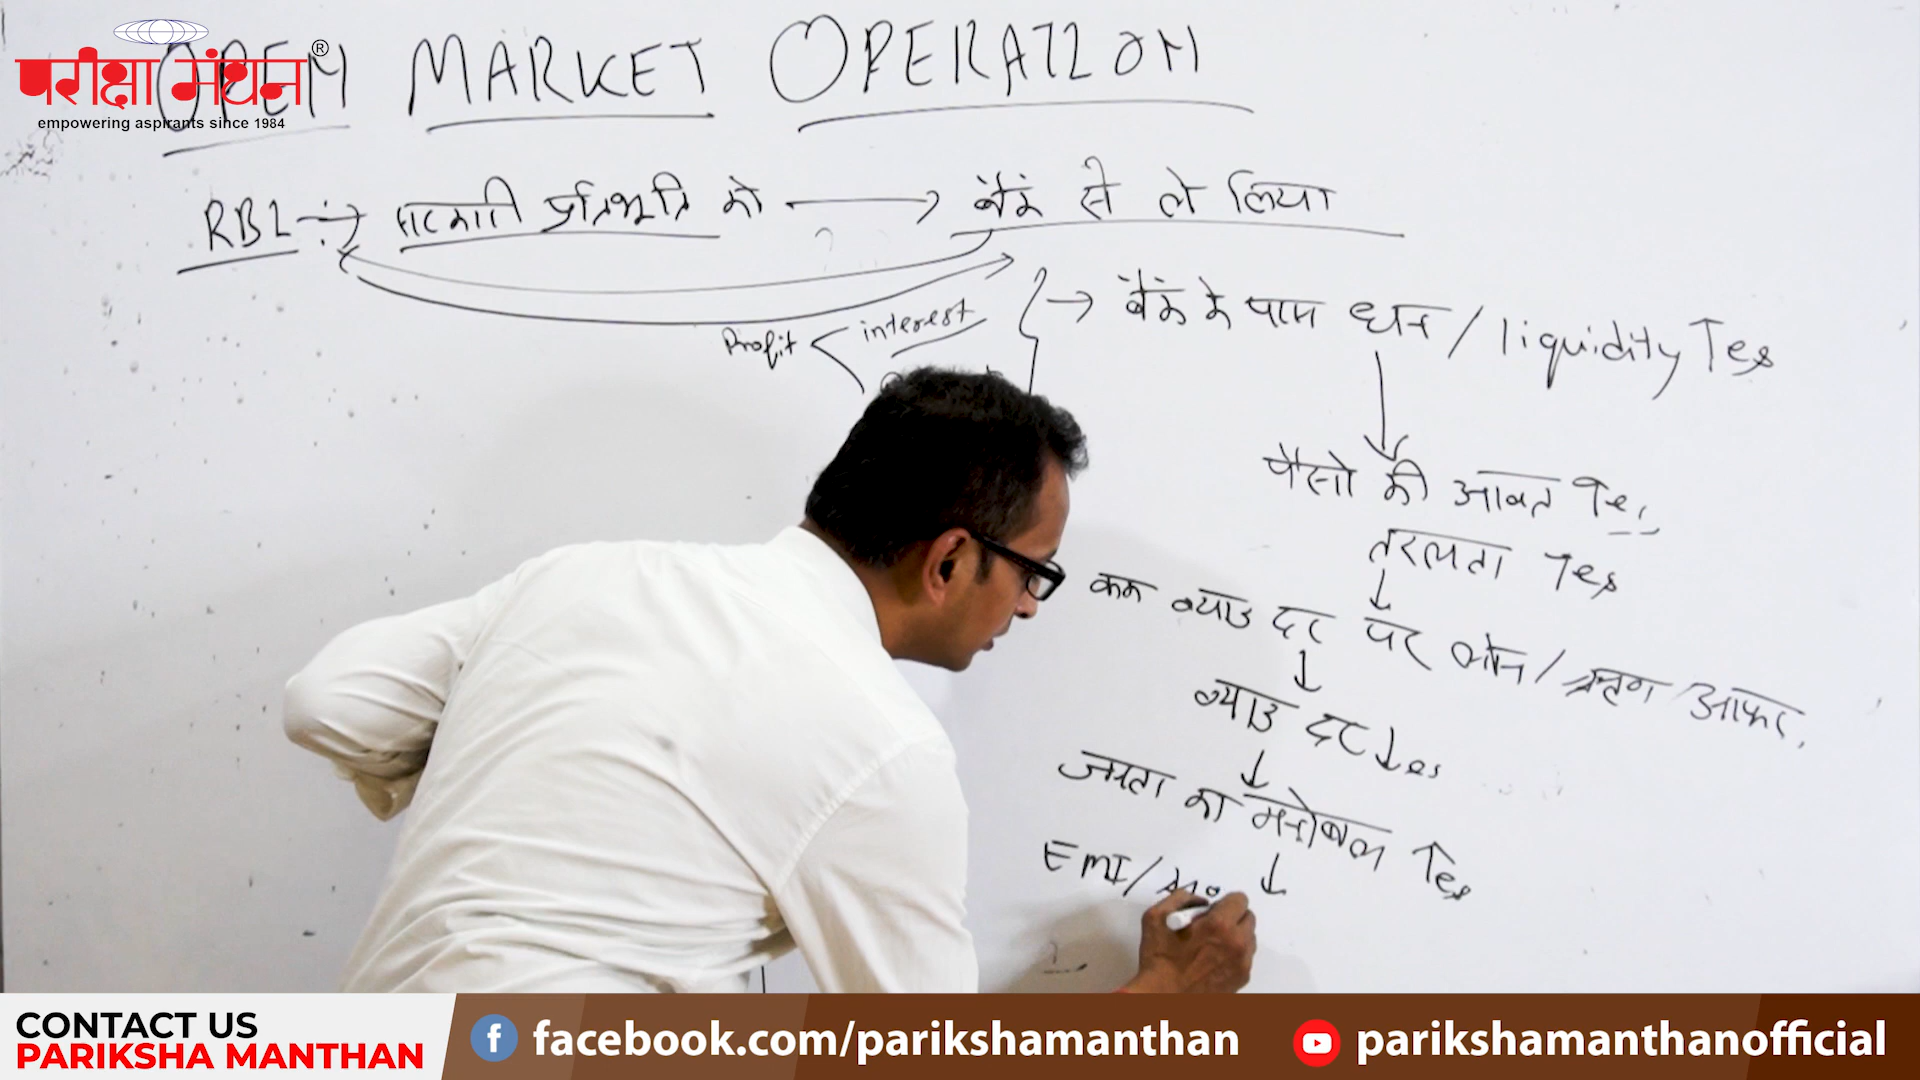 परीक्षा मंथन ®
empowering aspirants since 1984
OPEN MARKET OPERATION
RBI → सरकारी प्रतिभूति को → बैंक से ले लिया
Profit < interest
→ बैंक के पास धन / liquidity ↑es
↓
पैसो की आवत ↑es
तरलता ↑es
↓
कम ब्याज दर पर लोन / ऋण आफर
↓
ब्याज दर ↓es
↓
जनता का मनोबल ↑es
↓
EMI /
CONTACT US
PARIKSHA MANTHAN
facebook.com/parikshamanthan
parikshamanthanofficial